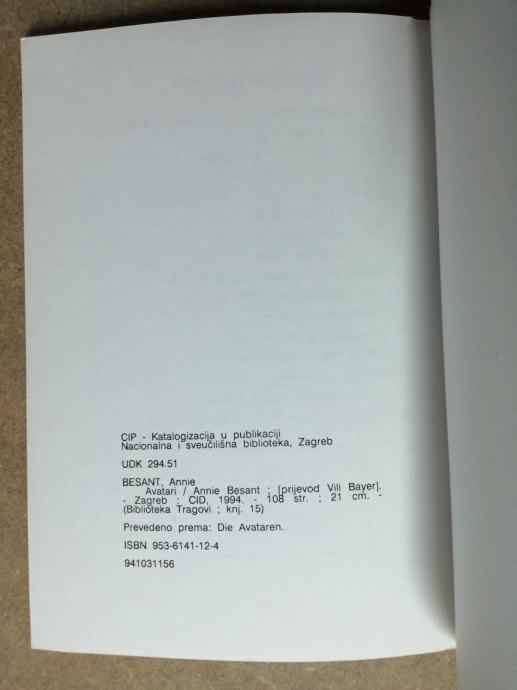 CIP - Katalogizacija u publikaciji
Nacionalna i sveučilišna biblioteka, Zagreb
UDK 294.51
BESANT, Annie
Avatari / Annie Besant ; [prijevod Vili Bayer].
- Zagreb ; CID, 1994. - 108 str. ; 21 cm. -
(Biblioteka Tragovi ; knj. 15)
Prevedeno prema: Die Avataren.
ISBN 953-6141-12-4
941031156